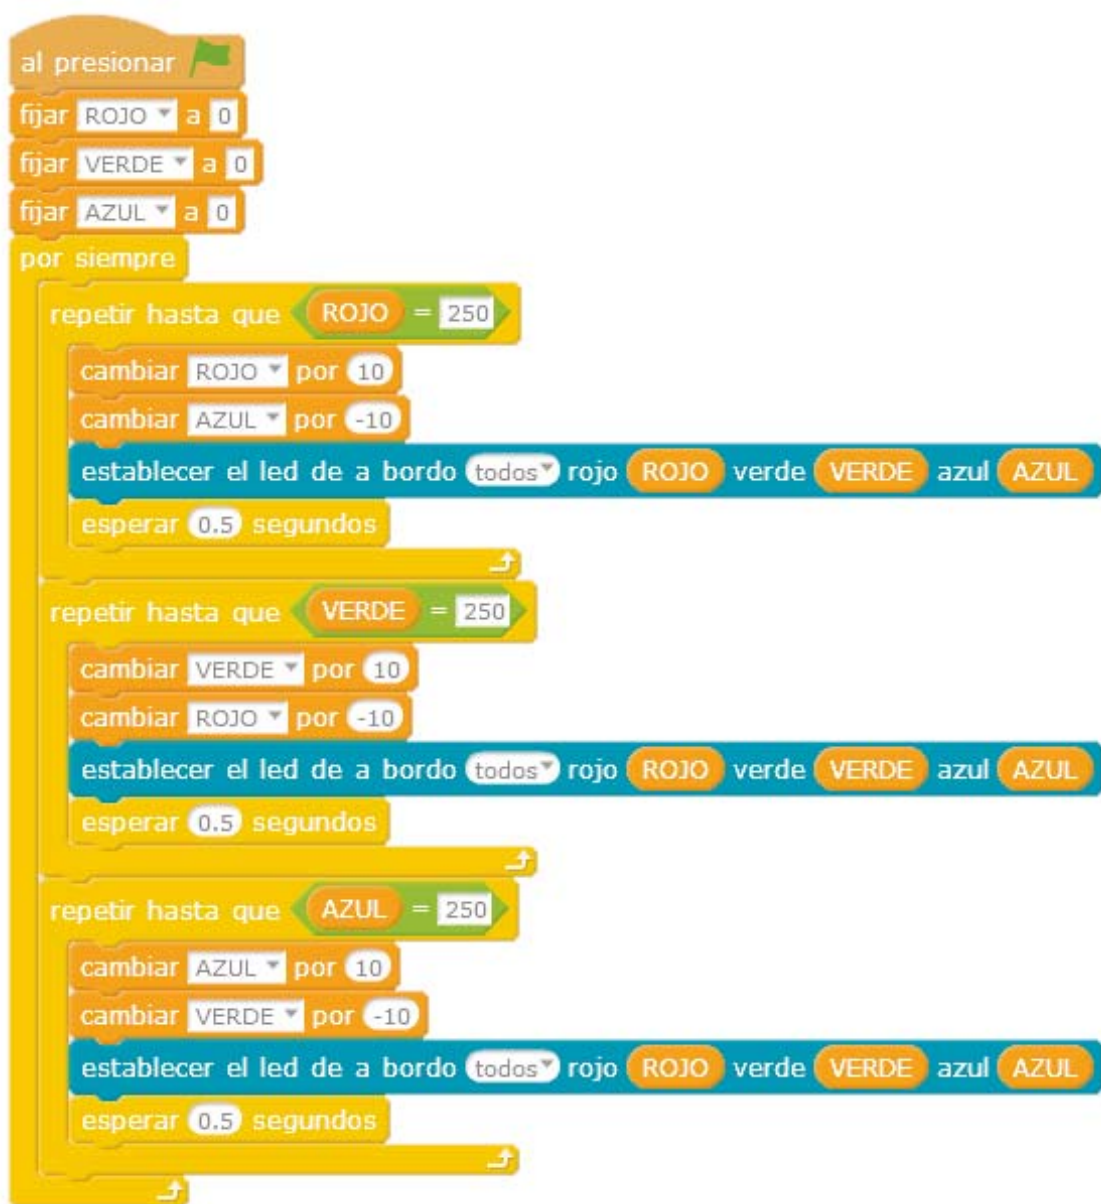 al presionar
fijar ROJO a 0
fijar VERDE a 0
fijar AZUL a 0
por siempre
repetir hasta que ROJO = 250
cambiar ROJO por 10
cambiar AZUL por -10
establecer el led de a bordo todos rojo ROJO verde VERDE azul AZUL
esperar 0.5 segundos
repetir hasta que VERDE = 250
cambiar VERDE por 10
cambiar ROJO por -10
establecer el led de a bordo todos rojo ROJO verde VERDE azul AZUL
esperar 0.5 segundos
repetir hasta que AZUL = 250
cambiar AZUL por 10
cambiar VERDE por -10
establecer el led de a bordo todos rojo ROJO verde VERDE azul AZUL
esperar 0.5 segundos